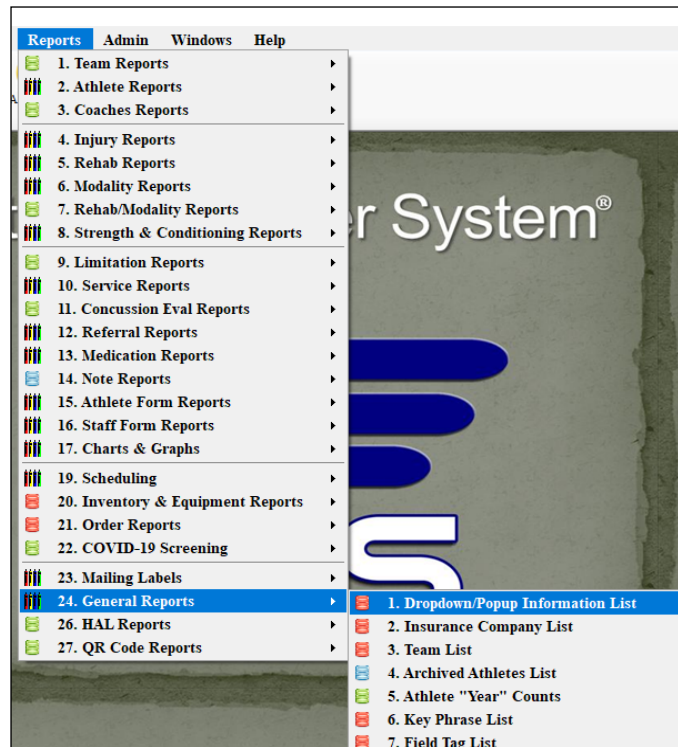 Reports Admin Windows Help
1. Team Reports
2. Athlete Reports
3. Coaches Reports
4. Injury Reports
5. Rehab Reports
6. Modality Reports
7. Rehab/Modality Reports
8. Strength & Conditioning Reports
9. Limitation Reports
10. Service Reports
11. Concussion Eval Reports
12. Referral Reports
13. Medication Reports
14. Note Reports
15. Athlete Form Reports
16. Staff Form Reports
17. Charts & Graphs
19. Scheduling
20. Inventory & Equipment Reports
21. Order Reports
22. COVID-19 Screening
23. Mailing Labels
24. General Reports
26. HAL Reports
27. QR Code Reports
r System®
1. Dropdown/Popup Information List
2. Insurance Company List
3. Team List
4. Archived Athletes List
5. Athlete "Year" Counts
6. Key Phrase List
7. Field Tag List